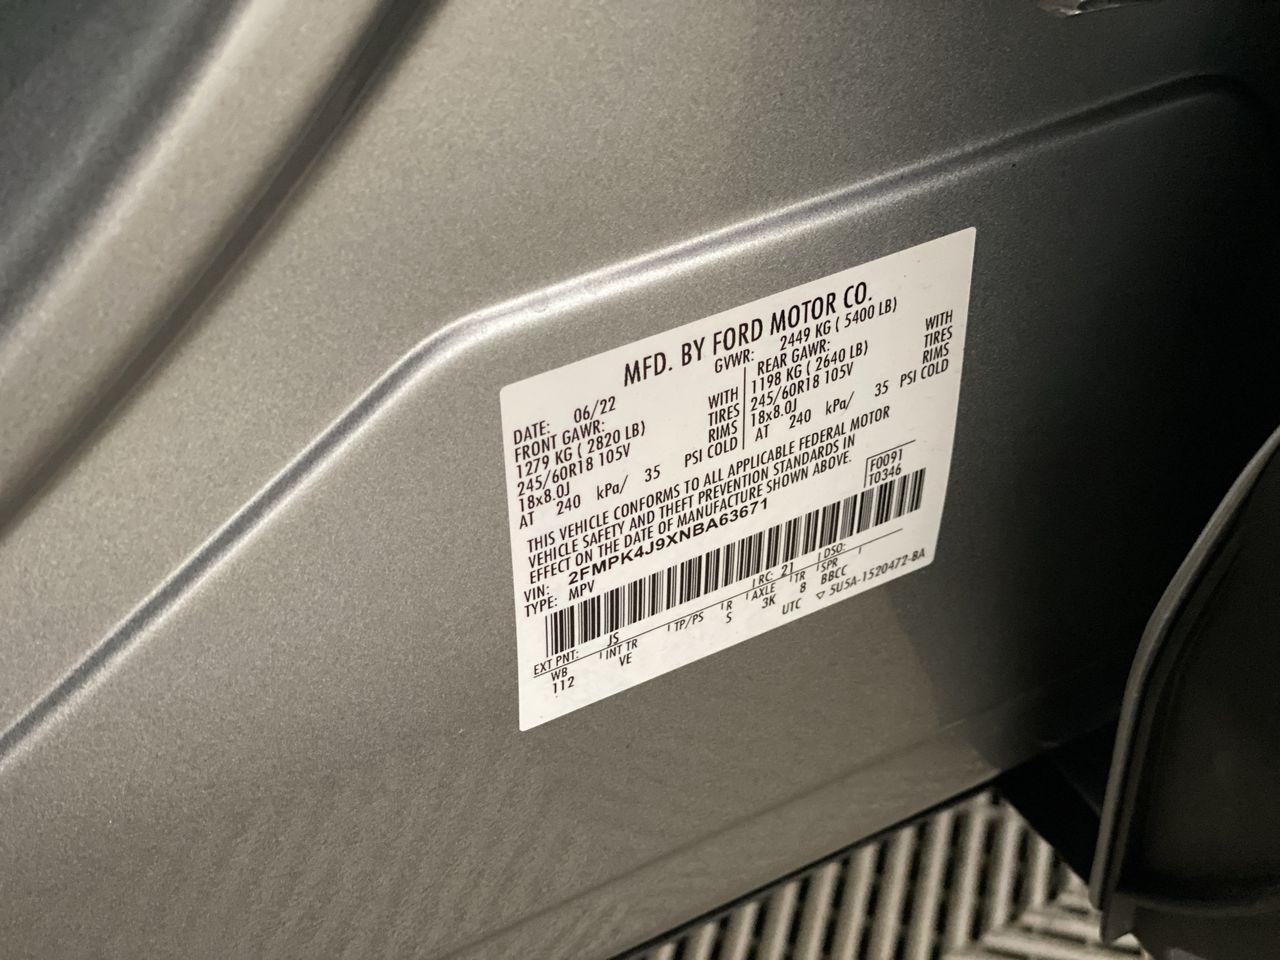 MFD. BY FORD MOTOR CO.
DATE: 06/22 GVWR: 2449 KG ( 5400 LB)
FRONT GAWR: REAR GAWR:
1279 KG ( 2820 LB) WITH 1198 KG ( 2640 LB) WITH
245/60R18 105V TIRES 245/60R18 105V TIRES
18x8.0J RIMS 18x8.0J RIMS
AT 240 kPa/ 35 PSI COLD AT 240 kPa/ 35 PSI COLD
THIS VEHICLE CONFORMS TO ALL APPLICABLE FEDERAL MOTOR
VEHICLE SAFETY AND THEFT PREVENTION STANDARDS IN
EFFECT ON THE DATE OF MANUFACTURE SHOWN ABOVE.
VIN: 2FMPK4J9XNBA63671 F0091
TYPE: MPV T0346
EXT PNT: JS RC: 21 DSO:
WB INT TR TP/PS R AXLE TR SPR
112 VE S 3K 8 BBCC
UTC ▽ 5U5A-1520472-BA